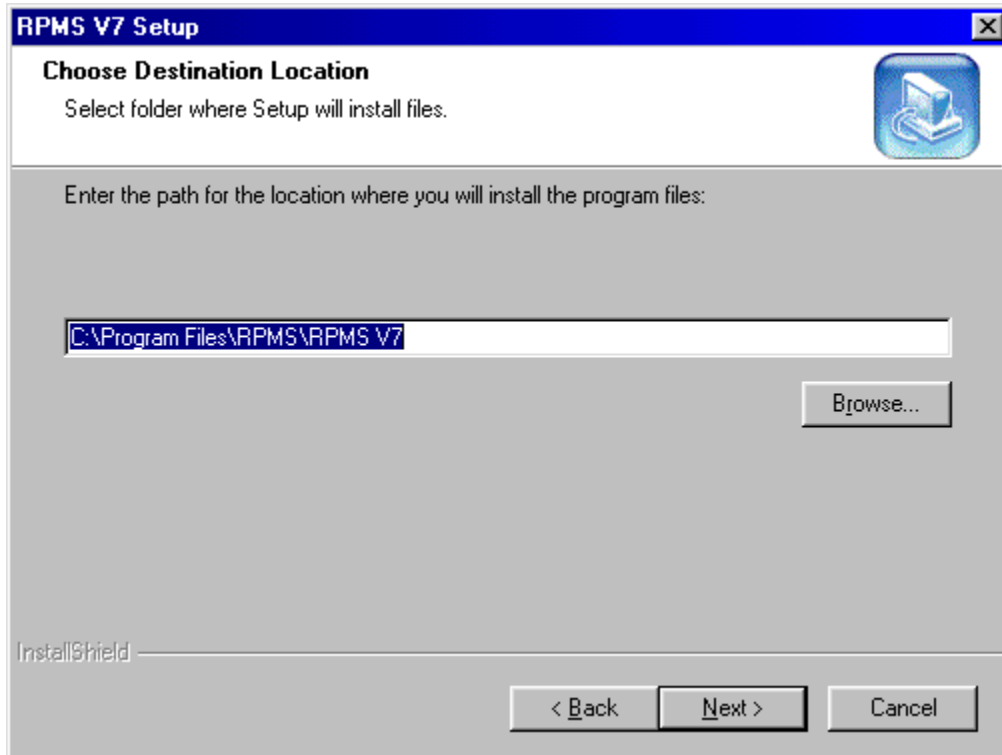 RPMS V7 Setup
Choose Destination Location
Select folder where Setup will install files.
Enter the path for the location where you will install the program files:
C:\Program Files\RPMS\RPMS V7
Browse...
InstallShield
< Back Next > Cancel